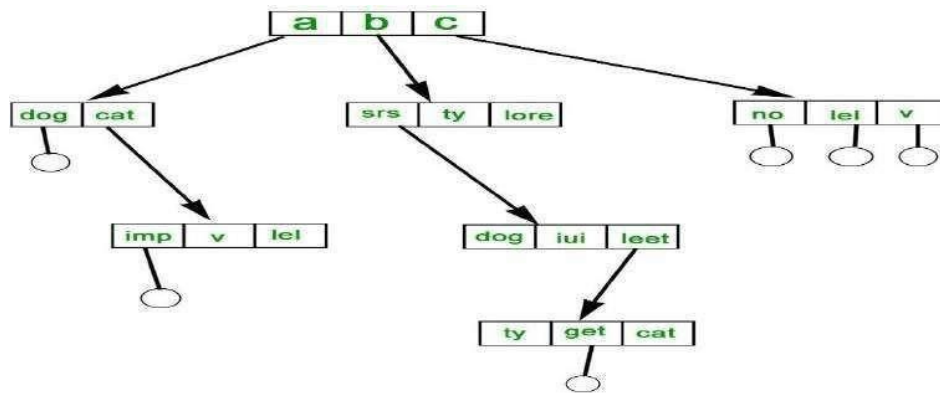 a b c
dog cat
srs ty lore
no lel v
imp v lel
dog iui leet
ty get cat